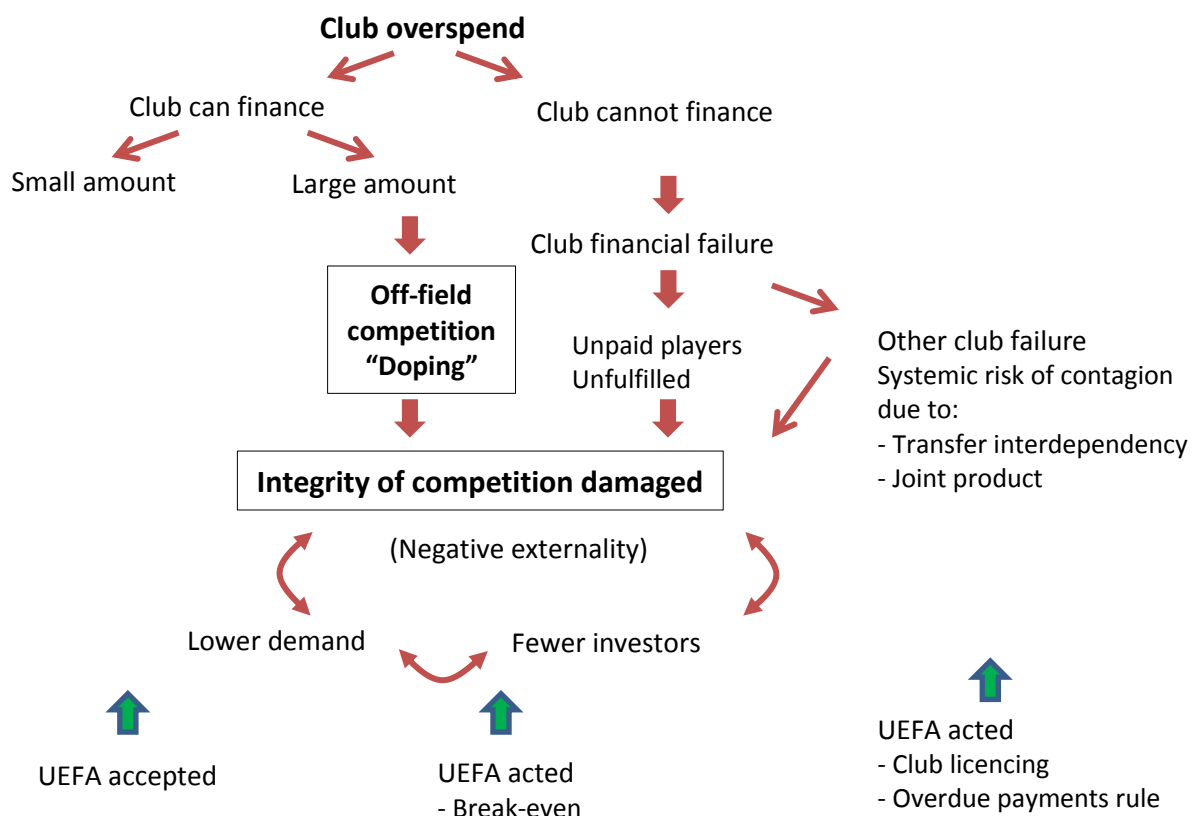 Club overspend
Club can finance
Club cannot finance
Small amount
Large amount
Club financial failure
Off-field
competition
“Doping”
Unpaid players
Unfulfilled
Other club failure
Systemic risk of contagion
due to:
- Transfer interdependency
- Joint product
Integrity of competition damaged
(Negative externality)
Lower demand
Fewer investors
UEFA accepted
UEFA acted
- Break-even
UEFA acted
- Club licencing
- Overdue payments rule